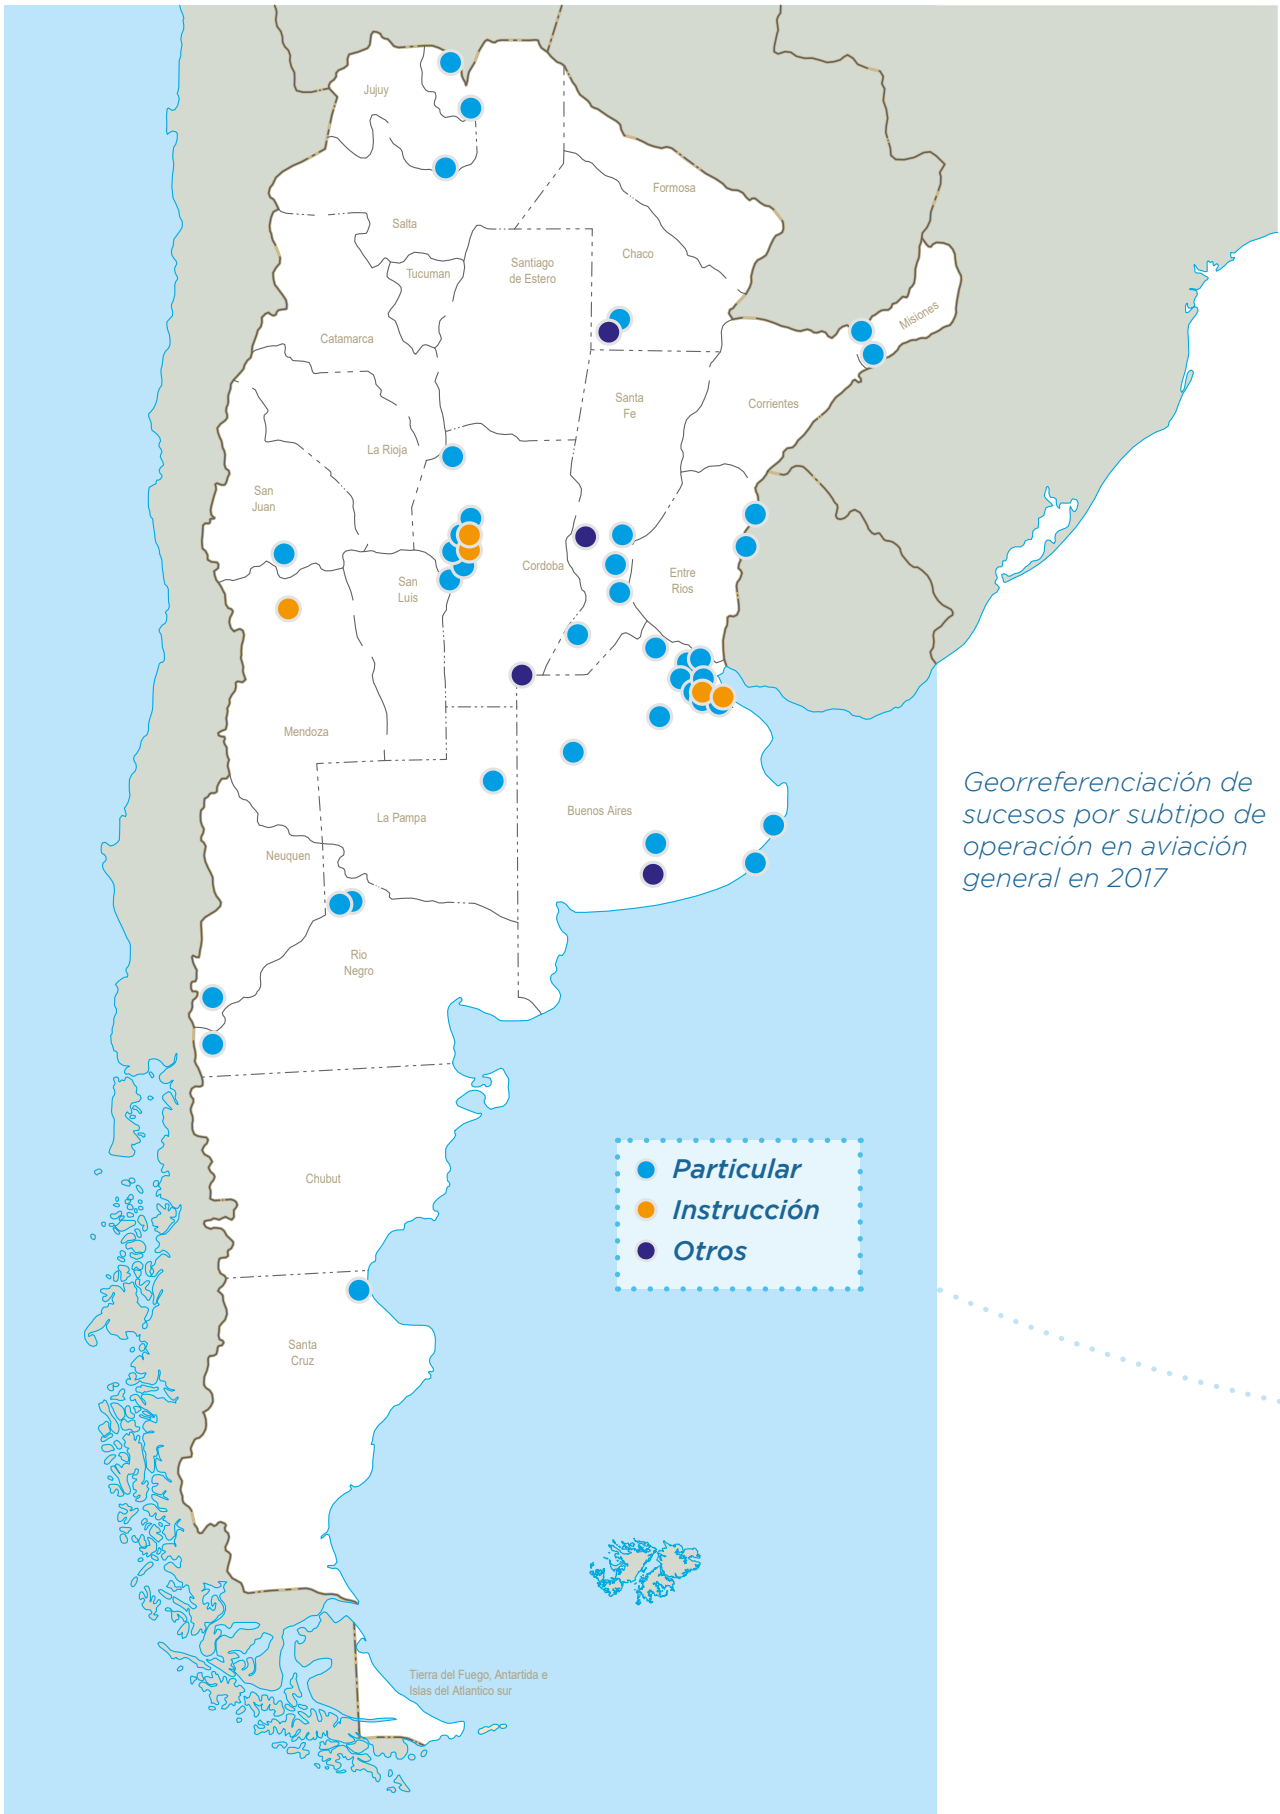 Jujuy
Formosa
Salta
Chaco
Santiago
de Estero
Tucuman
Misiones
Catamarca
Santa
Fe
Corrientes
La Rioja
San
Juan
Cordoba
Entre
Rios
San
Luis
Mendoza
Buenos Aires
La Pampa
Neuquen
Rio
Negro
Georreferenciación de
sucesos por subtipo de
operación en aviación
general en 2017
Particular
Instrucción
Otros
Chubut
Santa
Cruz
Tierra del Fuego, Antartida e
Islas del Atlantico sur